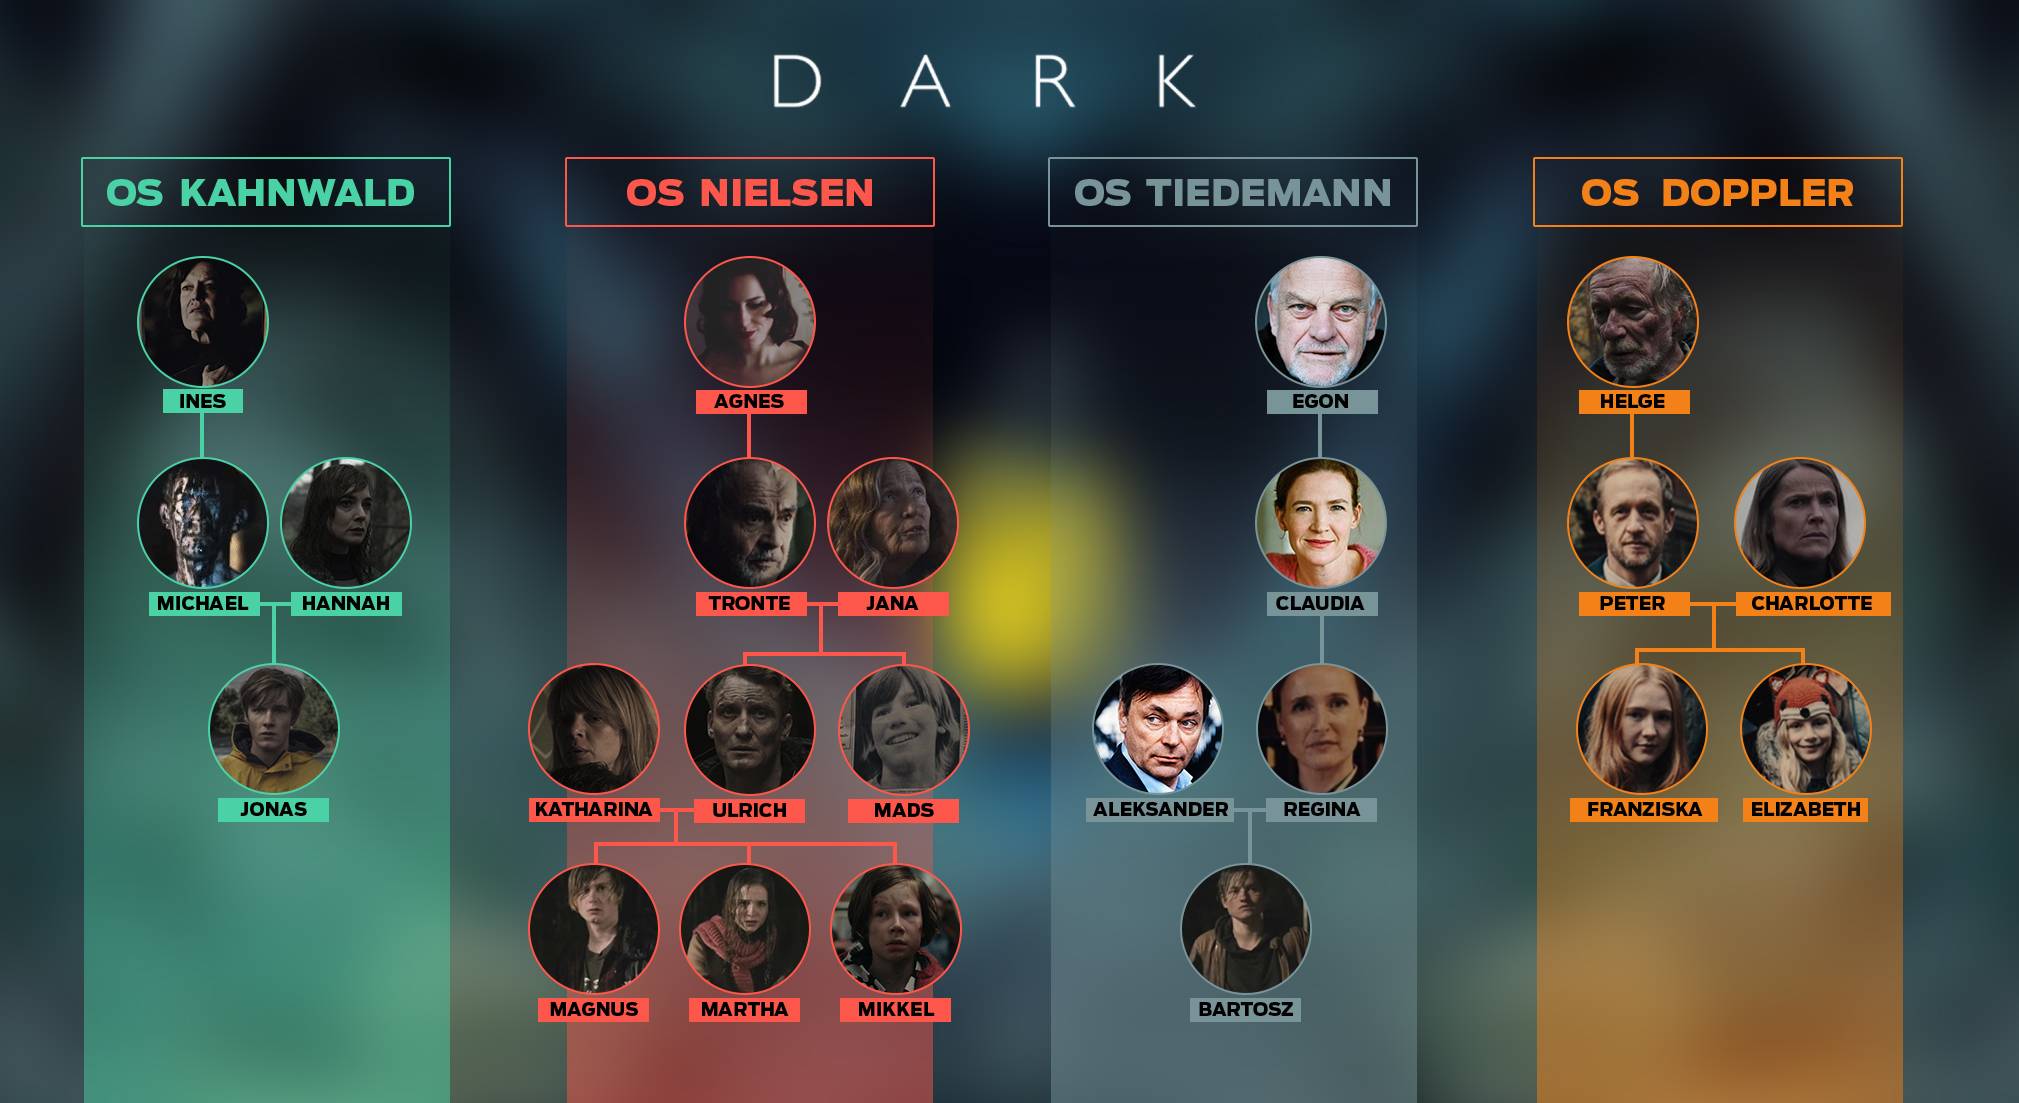 DARK
OS KAHNWALD
OS NIELSEN
OS TIEDEMANN
OS DOPPLER
INES
AGNES
EGON
HELGE
MICHAEL
HANNAH
TRONTE
JANA
CLAUDIA
PETER
CHARLOTTE
JONAS
KATHARINA
ULRICH
MADS
ALEKSANDER
REGINA
FRANZISKA
ELIZABETH
MAGNUS
MARTHA
MIKKEL
BARTOSZ